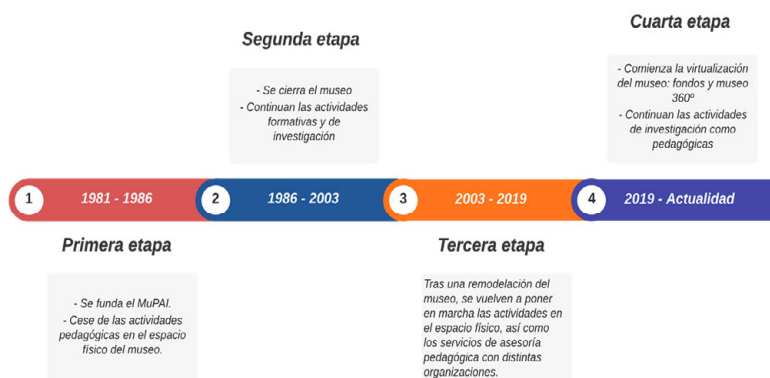 Primera etapa
1
1981 - 1986
- Se funda el MuPAI.
- Cese de las actividades
pedagógicas en el espacio
físico del museo.
Segunda etapa
- Se cierra el museo
- Continuan las actividades
formativas y de
investigación
2
1986 - 2003
3
2003 - 2019
Tercera etapa
Tras una remodelación del
museo, se vuelven a poner
en marcha las actividades en
el espacio físico, así como
los servicios de asesoría
pedagógica con distintas
organizaciones.
Cuarta etapa
- Comienza la virtualización
del museo: fondos y museo
360º
- Continuan las actividades
de investigación como
pedagógicas
4
2019 - Actualidad